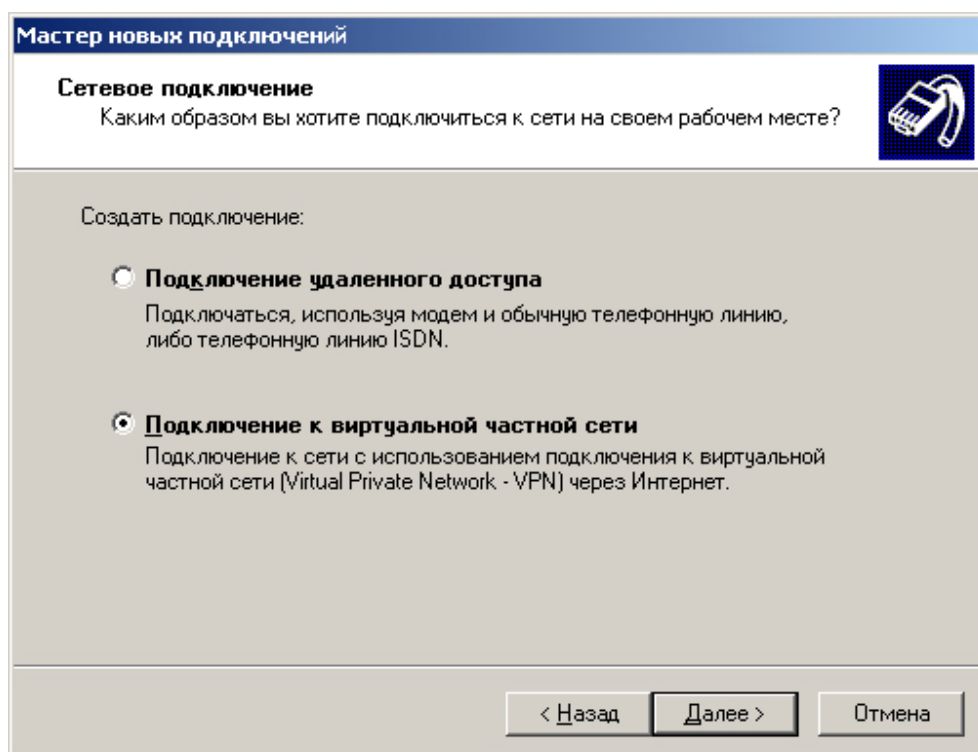 Мастер новых подключений
Сетевое подключение
Каким образом вы хотите подключиться к сети на своем рабочем месте?
Создать подключение:
Подключение удаленного доступа
Подключаться, используя модем и обычную телефонную линию,
либо телефонную линию ISDN.
Подключение к виртуальной частной сети
Подключение к сети с использованием подключения к виртуальной
частной сети (Virtual Private Network - VPN) через Интернет.
< Назад Далее > Отмена